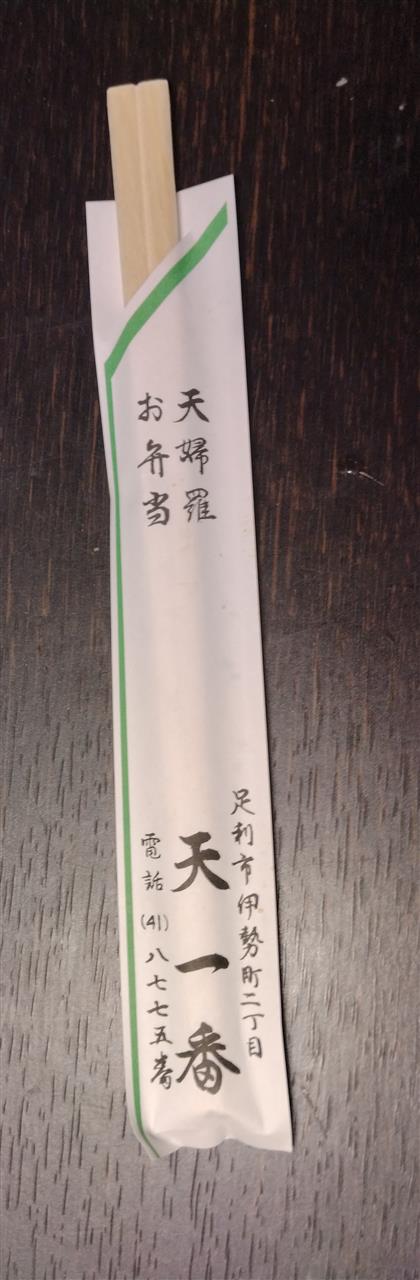 天婦羅
お弁当
足利市伊勢町二丁目
天一番
電話(41)八七七五番